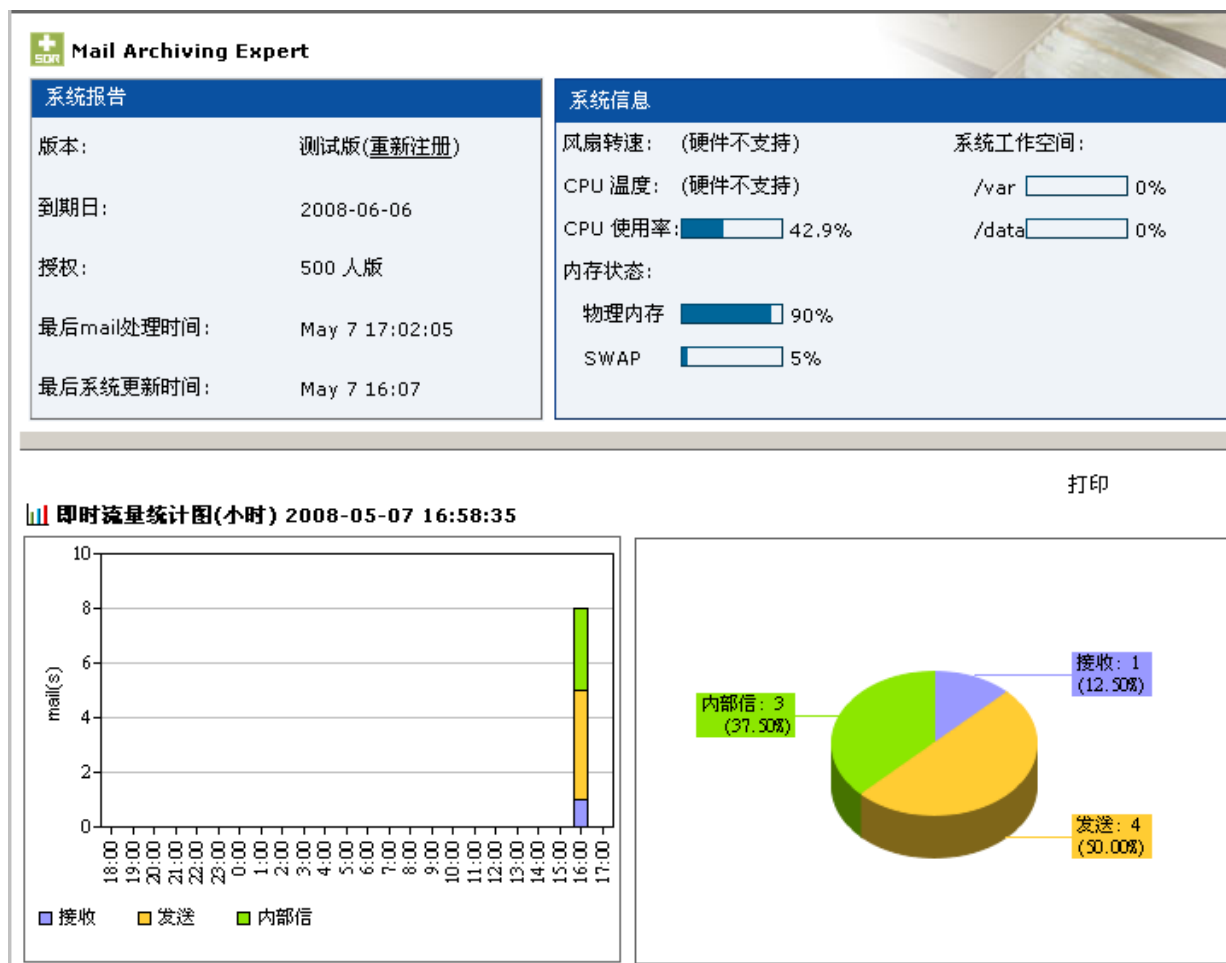 SDR
Mail Archiving Expert
系统报告
版本: 测试版(重新注册)
到期日: 2008-06-06
授权: 500 人版
最后mail处理时间: May 7 17:02:05
最后系统更新时间: May 7 16:07
系统信息
风扇转速: (硬件不支持) 系统工作空间:
CPU 温度: (硬件不支持) /var 0%
CPU 使用率: 42.9% /data 0%
内存状态:
物理内存 90%
SWAP 5%
打印
即时流量统计图(小时) 2008-05-07 16:58:35
10
8
6
4
2
0
mail(s)
18:00 19:00 20:00 21:00 22:00 23:00 0:00 1:00 2:00 3:00 4:00 5:00 6:00 7:00 8:00 9:00 10:00 11:00 12:00 13:00 14:00 15:00 16:00 17:00
接收 发送 内部信
接收: 1
(12.50%)
内部信: 3
(37.50%)
发送: 4
(50.00%)